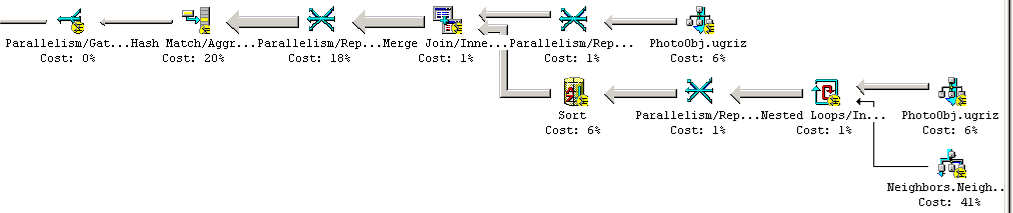 Parallelism/Gat...Hash Match/Aggr...Parallelism/Rep...Merge Join/Inne...Parallelism/Rep... PhotoObj.ugriz
Cost: 0% Cost: 20% Cost: 18% Cost: 1% Cost: 1% Cost: 6%
Sort Parallelism/Rep...Nested Loops/In... PhotoObj.ugriz
Cost: 6% Cost: 1% Cost: 1% Cost: 6%
Neighbors.Neigh...
Cost: 41%